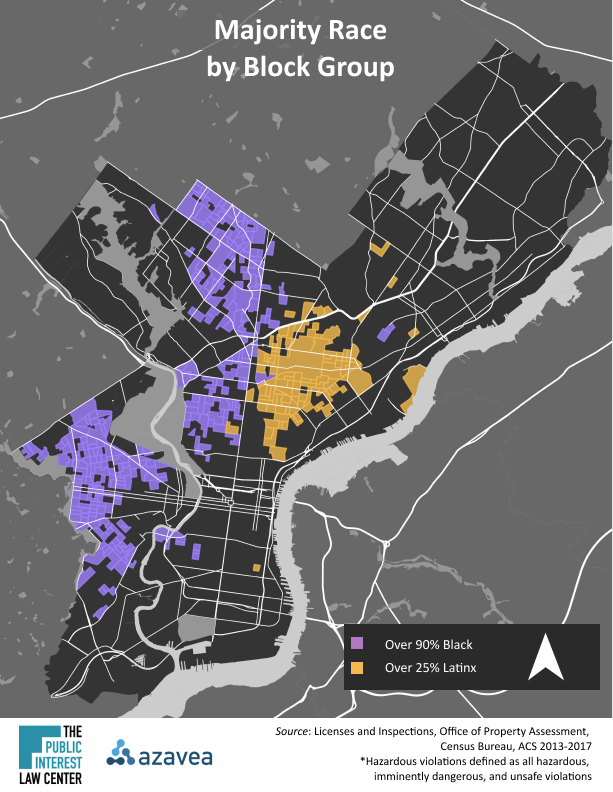 Majority Race
by Block Group
Over 90% Black
Over 25% Latinx
THE
PUBLIC
INTEREST
LAW CENTER
azavea
Source: Licenses and Inspections, Office of Property Assessment,
Census Bureau, ACS 2013-2017
*Hazardous violations defined as all hazardous,
imminently dangerous, and unsafe violations